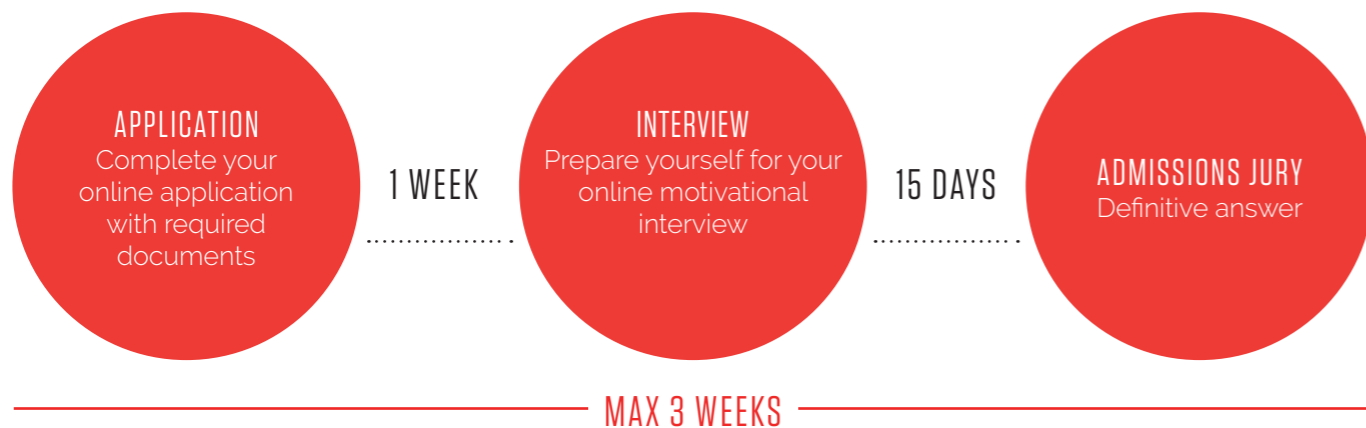 APPLICATION
Complete your
online application
with required
documents
1 WEEK
INTERVIEW
Prepare yourself for your
online motivational
interview
15 DAYS
ADMISSIONS JURY
Definitive answer
MAX 3 WEEKS